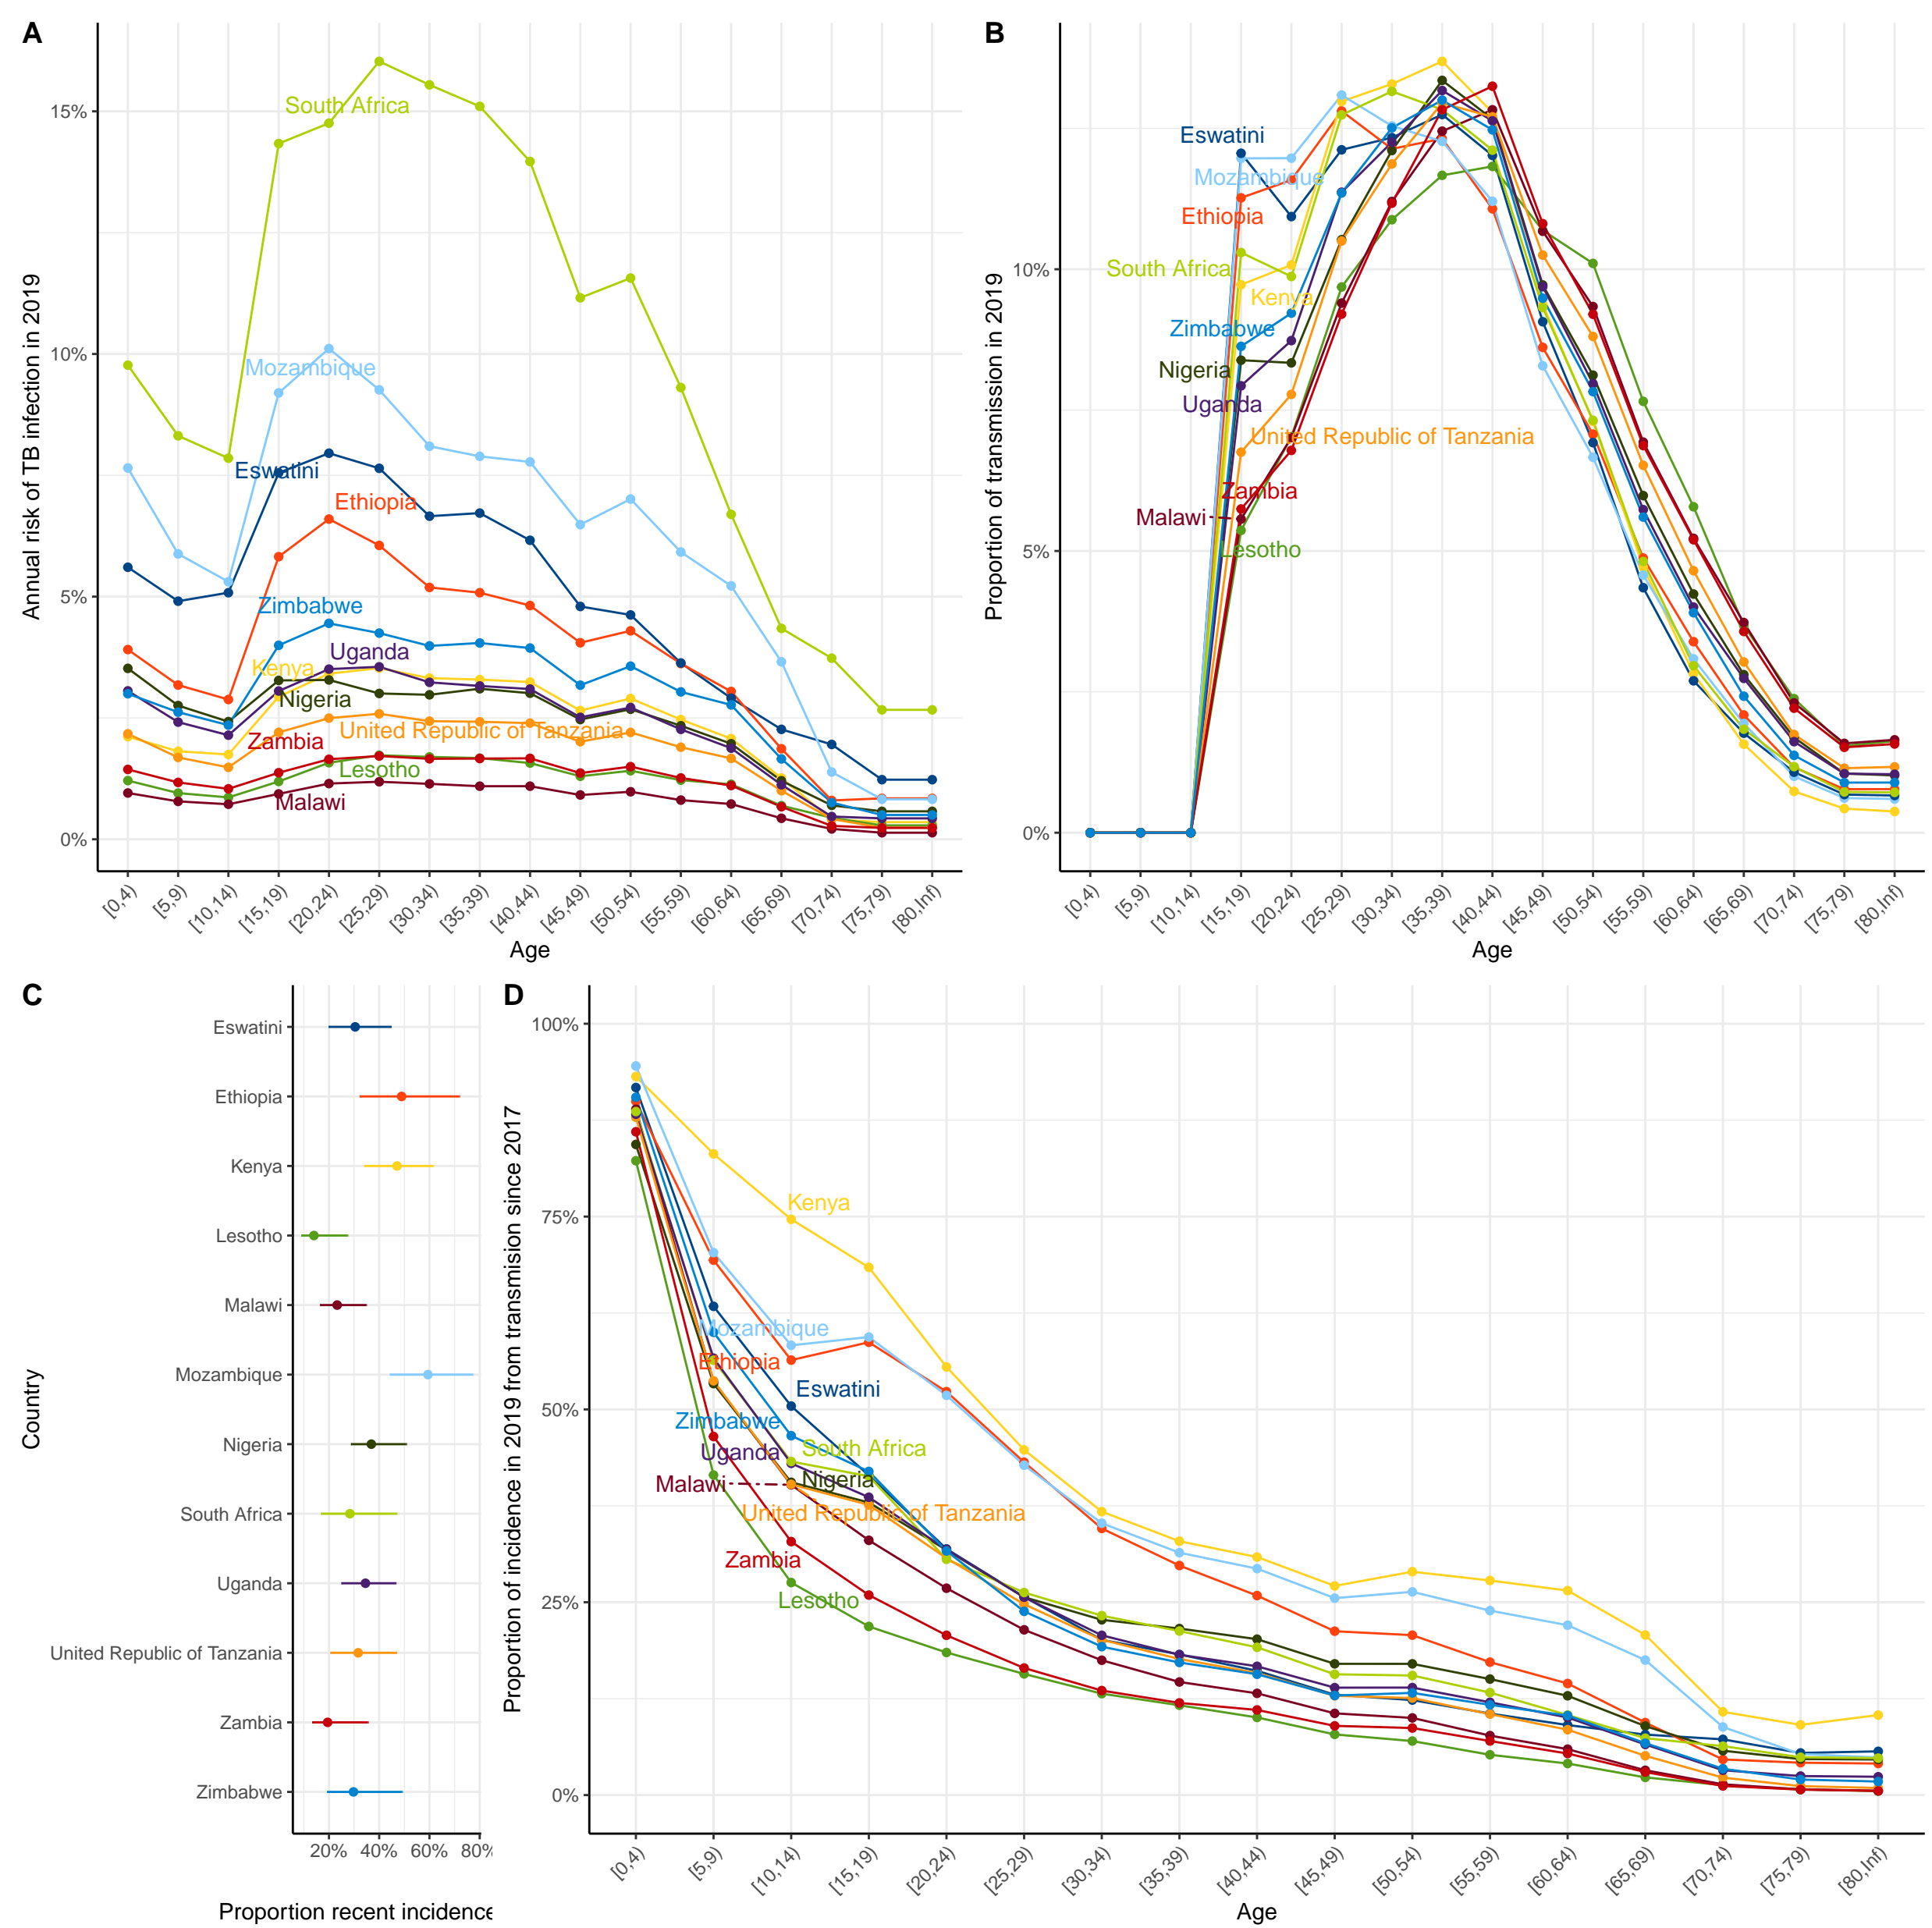 A
Annual risk of TB infection in 2019
15%
10%
5%
0%
South Africa
Mozambique
Eswatini
Ethiopia
Zimbabwe
Uganda
Kenya
Nigeria
United Republic of Tanzania
Zambia
Lesotho
Malawi
[0,4)
[5,9)
[10,14)
[15,19)
[20,24)
[25,29)
[30,34)
[35,39)
[40,44)
[45,49)
[50,54)
[55,59)
[60,64)
[65,69)
[70,74)
[75,79)
[80,Inf)
Age
B
Proportion of transmission in 2019
10%
5%
0%
Eswatini
Mozambique
Ethiopia
South Africa
Kenya
Zimbabwe
Nigeria
Uganda
United Republic of Tanzania
Zambia
Malawi
Lesotho
[0,4)
[5,9)
[10,14)
[15,19)
[20,24)
[25,29)
[30,34)
[35,39)
[40,44)
[45,49)
[50,54)
[55,59)
[60,64)
[65,69)
[70,74)
[75,79)
[80,Inf)
Age
C
Country
Eswatini
Ethiopia
Kenya
Lesotho
Malawi
Mozambique
Nigeria
South Africa
Uganda
United Republic of Tanzania
Zambia
Zimbabwe
20%
40%
60%
80%
Proportion recent incidence
D
Proportion of incidence in 2019 from transmision since 2017
100%
75%
50%
25%
0%
Kenya
Mozambique
Ethiopia
Eswatini
Zimbabwe
South Africa
Uganda
Nigeria
Malawi
United Republic of Tanzania
Zambia
Lesotho
[0,4)
[5,9)
[10,14)
[15,19)
[20,24)
[25,29)
[30,34)
[35,39)
[40,44)
[45,49)
[50,54)
[55,59)
[60,64)
[65,69)
[70,74)
[75,79)
[80,Inf)
Age